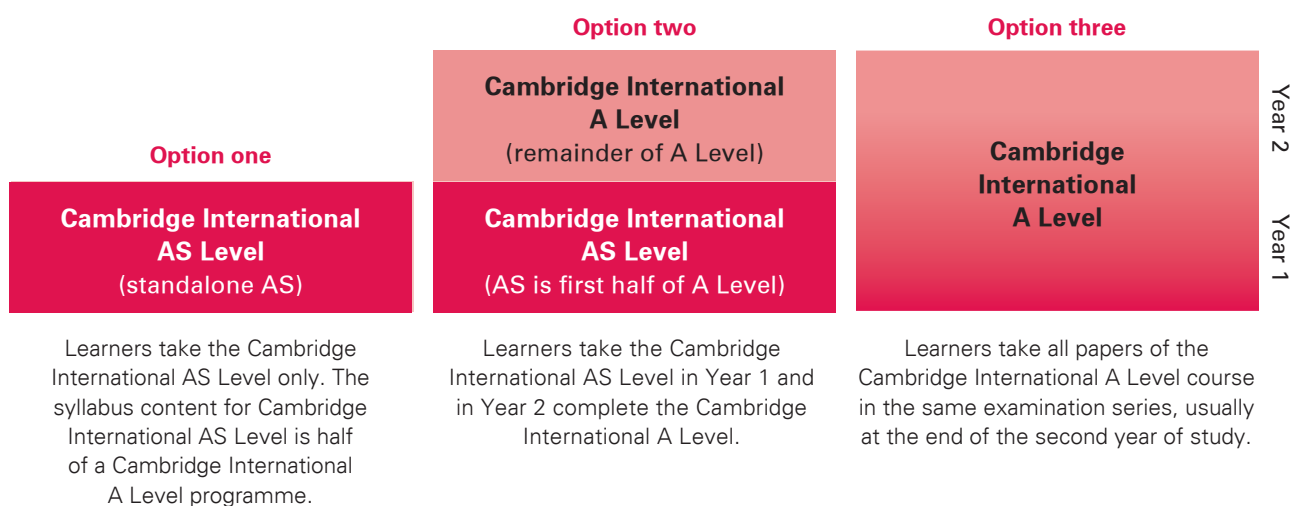 Option one
Cambridge International
AS Level
(standalone AS)
Learners take the Cambridge
International AS Level only. The
syllabus content for Cambridge
International AS Level is half
of a Cambridge International
A Level programme.
Option two
Cambridge International
A Level
(remainder of A Level)
Cambridge International
AS Level
(AS is first half of A Level)
Learners take the Cambridge
International AS Level in Year 1 and
in Year 2 complete the Cambridge
International A Level.
Option three
Cambridge
International
A Level
Learners take all papers of the
Cambridge International A Level course
in the same examination series, usually
at the end of the second year of study.
Year 2
Year 1